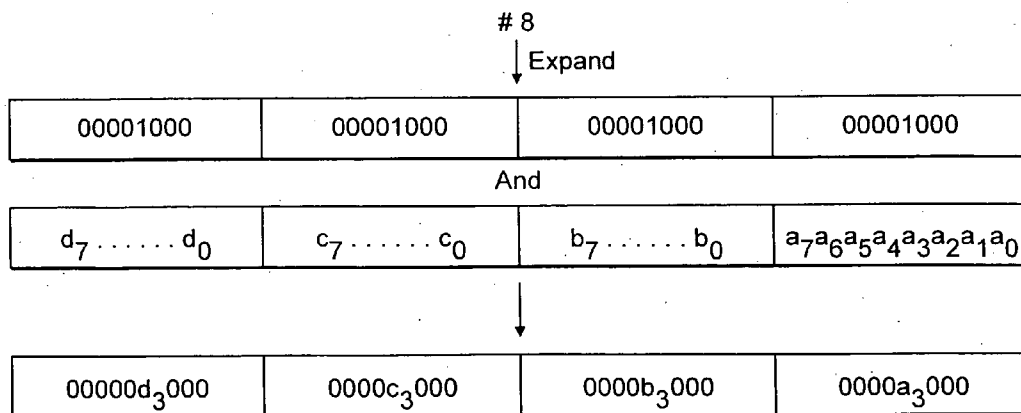 # 8
Expand
00001000 00001000 00001000 00001000
And
d₇ . . . . . . d₀ c₇ . . . . . . c₀ b₇ . . . . . . b₀ a₇a₆a₅a₄a₃a₂a₁a₀
00000d₃000 0000c₃000 0000b₃000 0000a₃000